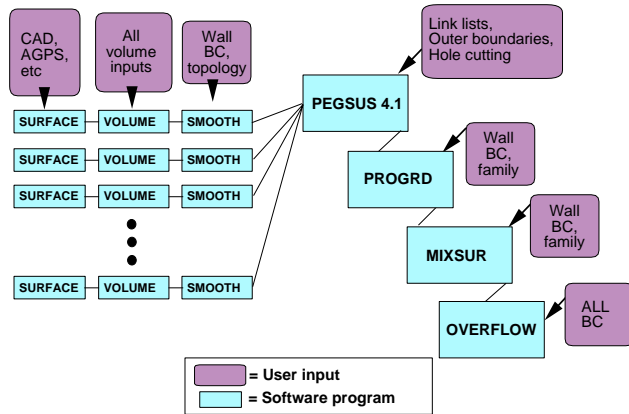 CAD,
AGPS,
etc
All
volume
inputs
Wall
BC,
topology
Link lists,
Outer boundaries,
Hole cutting
PEGSUS 4.1
SURFACE VOLUME SMOOTH
SURFACE VOLUME SMOOTH
SURFACE VOLUME SMOOTH
SURFACE VOLUME SMOOTH
Wall
BC,
family
PROGRD
Wall
BC,
family
MIXSUR
ALL
BC
OVERFLOW
= User input
= Software program